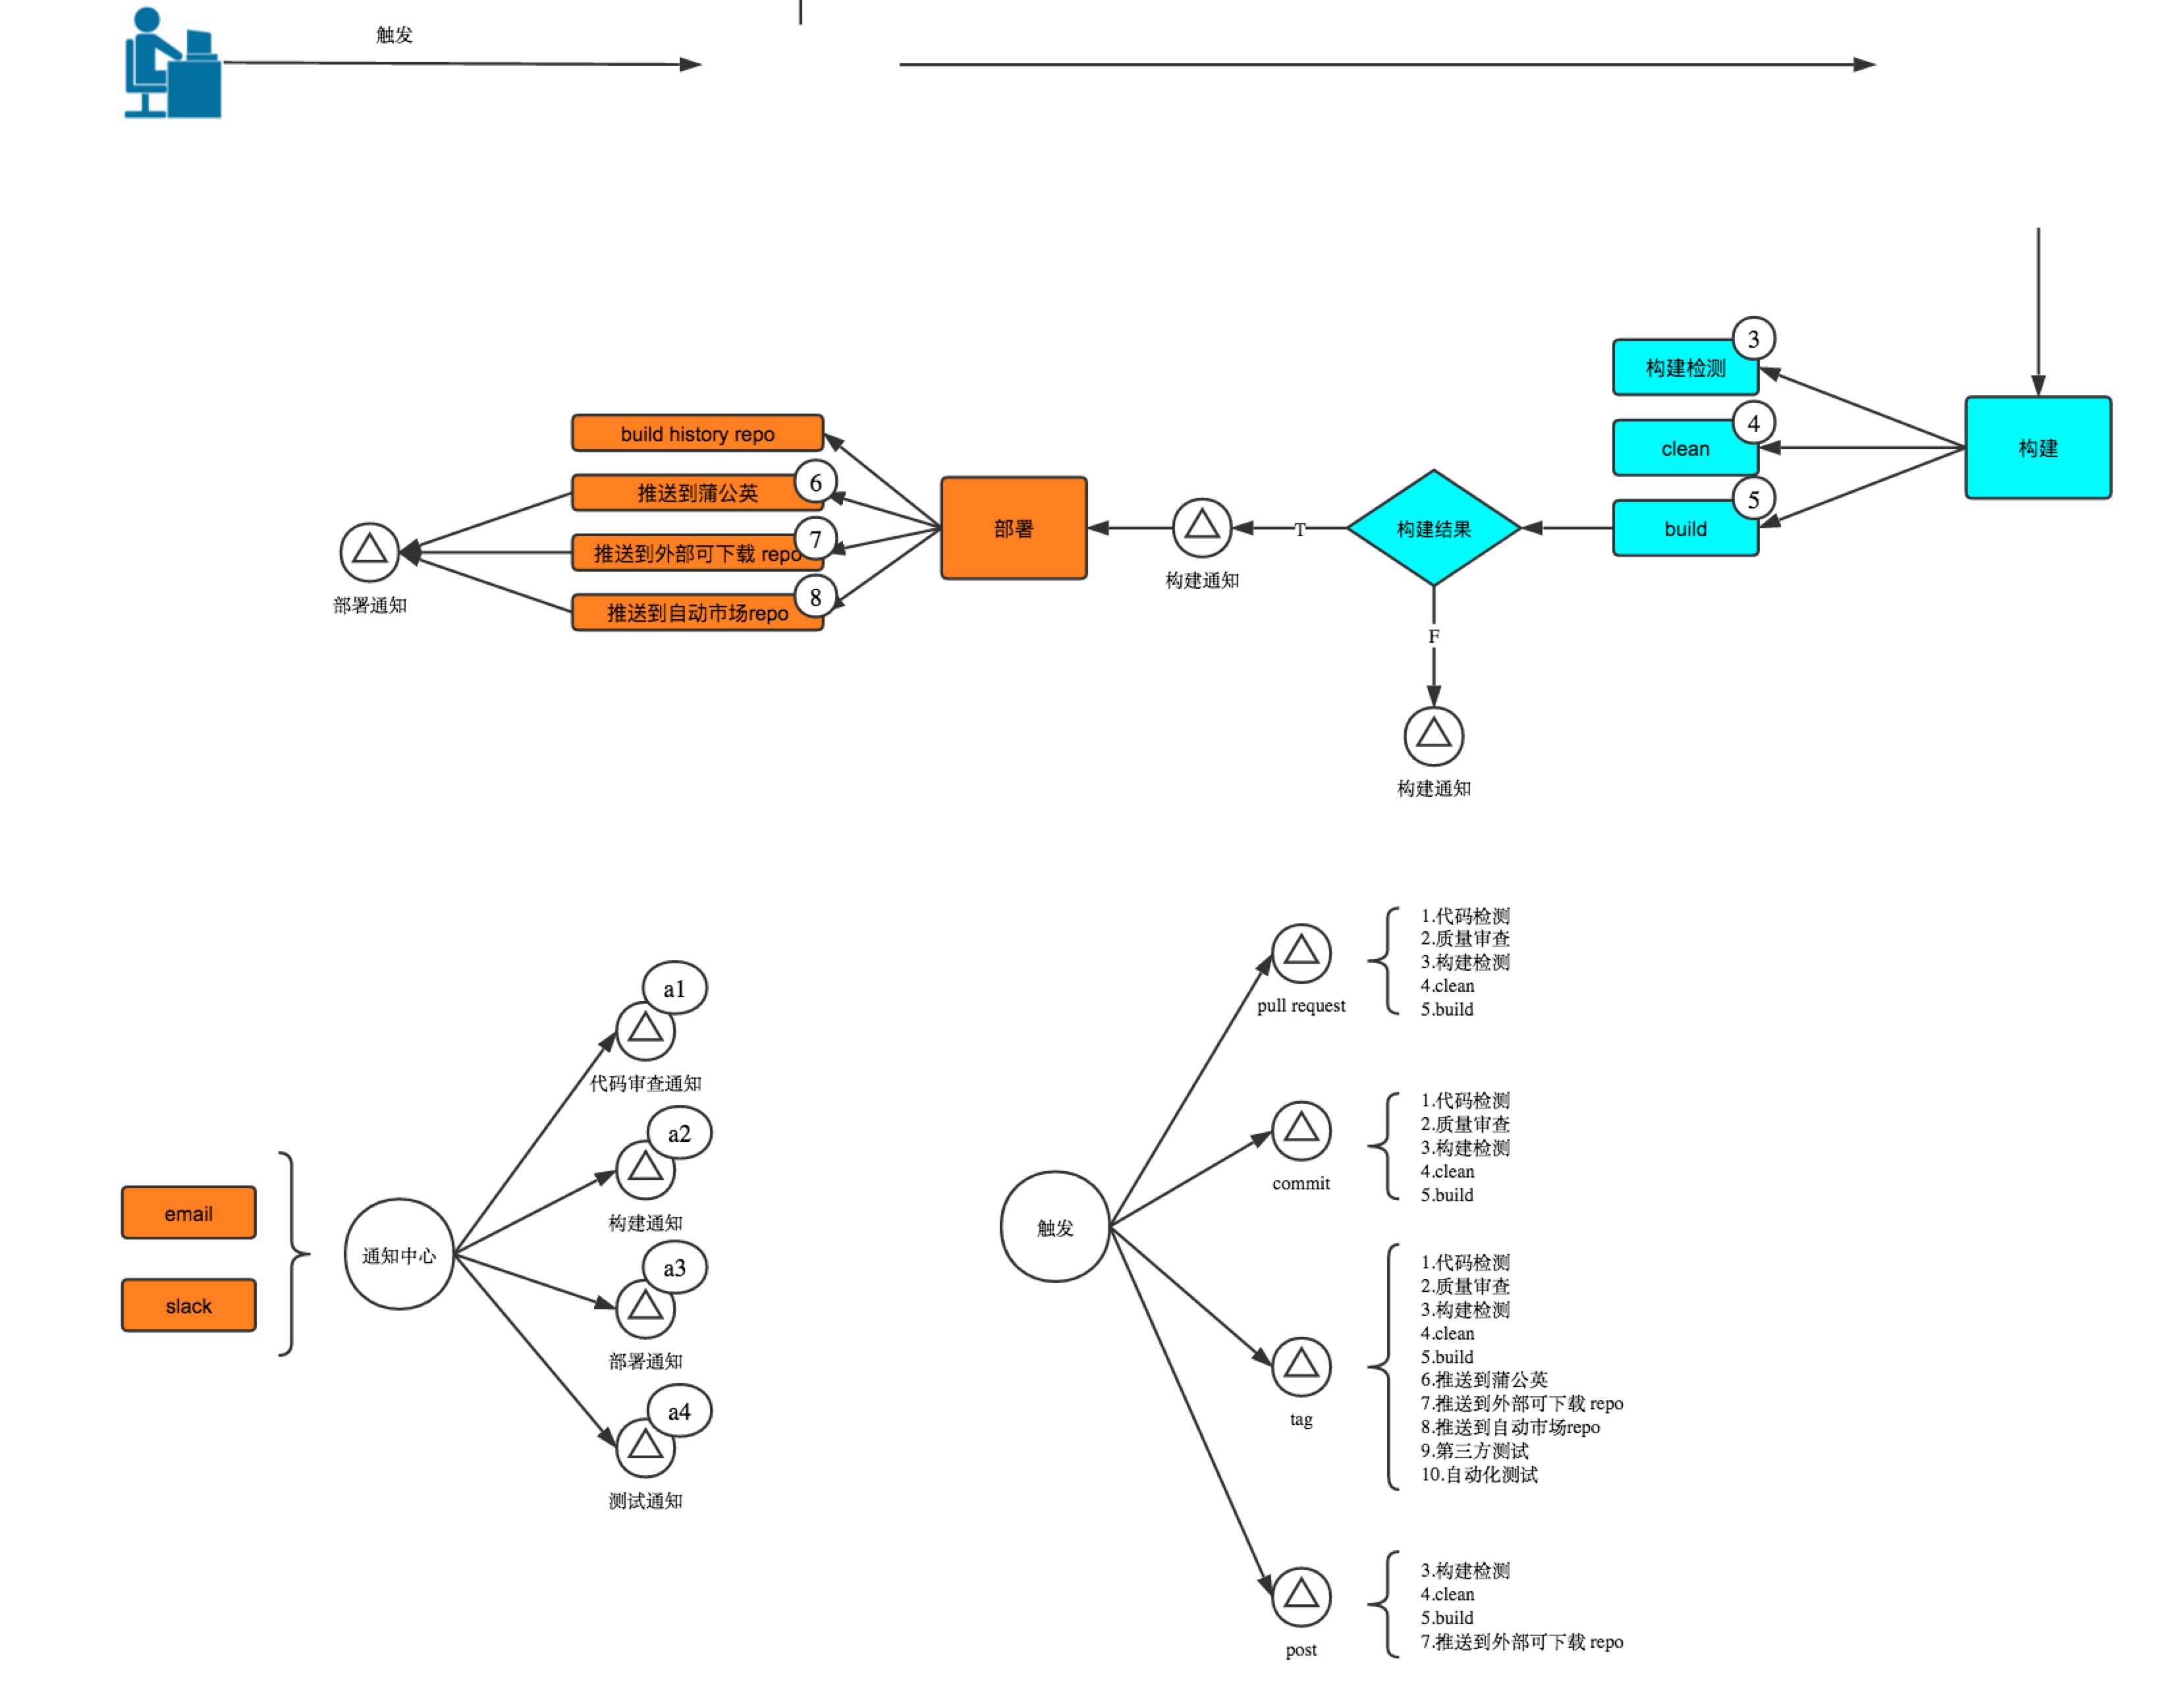 触发
3
构建检测
4
clean
构建
5
build
build history repo
6
推送到蒲公英
7
推送到外部可下载 repo
8
推送到自动市场repo
部署通知
部署
构建通知
T
构建结果
F
构建通知
email
slack
通知中心
a1
代码审查通知
a2
构建通知
a3
部署通知
a4
测试通知
触发
pull request
1.代码检测
2.质量审查
3.构建检测
4.clean
5.build
commit
1.代码检测
2.质量审查
3.构建检测
4.clean
5.build
tag
1.代码检测
2.质量审查
3.构建检测
4.clean
5.build
6.推送到蒲公英
7.推送到外部可下载 repo
8.推送到自动市场repo
9.第三方测试
10.自动化测试
post
3.构建检测
4.clean
5.build
7.推送到外部可下载 repo